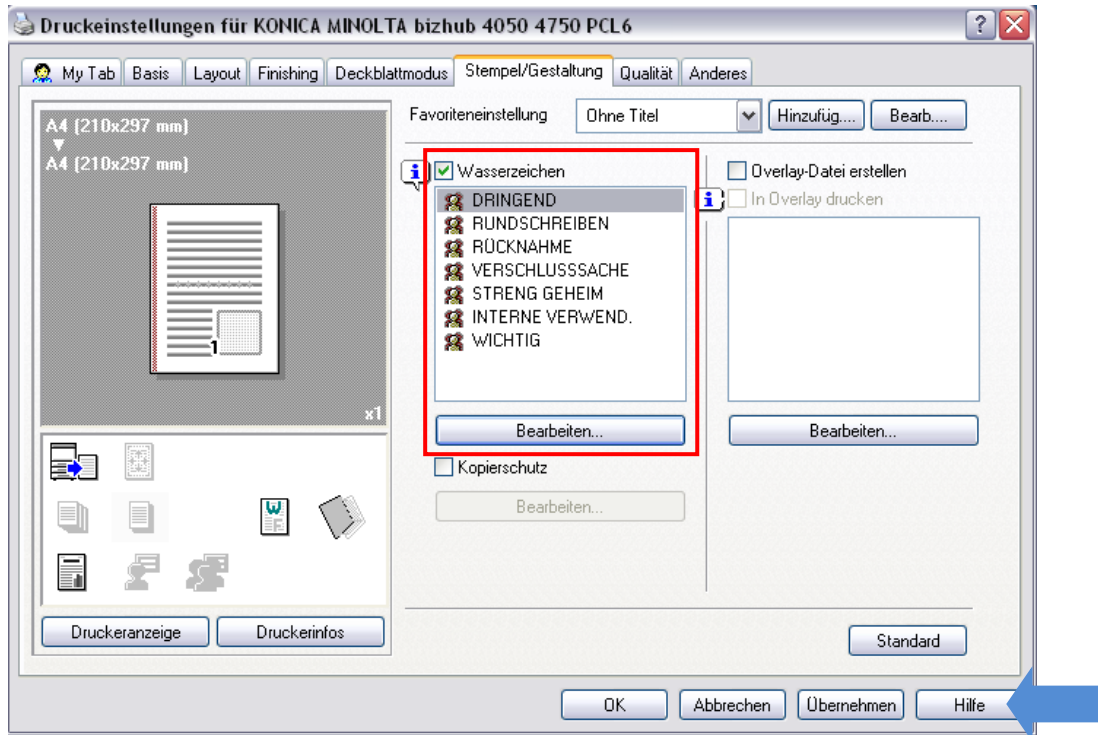 Druckeinstellungen für KONICA MINOLTA bizhub 4050 4750 PCL6
My Tab Basis Layout Finishing Deckblattmodus Stempel/Gestaltung Qualität Anderes
A4 (210x297 mm)
A4 (210x297 mm)
1
x1
W
F
Druckeranzeige Druckerinfos
Favoriteneinstellung Ohne Titel Hinzufüg.... Bearb....
Wasserzeichen
DRINGEND
RUNDSCHREIBEN
RÜCKNAHME
VERSCHLUSSSACHE
STRENG GEHEIM
INTERNE VERWEND.
WICHTIG
Bearbeiten...
Kopierschutz
Bearbeiten...
Overlay-Datei erstellen
In Overlay drucken
Bearbeiten...
Standard
OK Abbrechen Übernehmen Hilfe